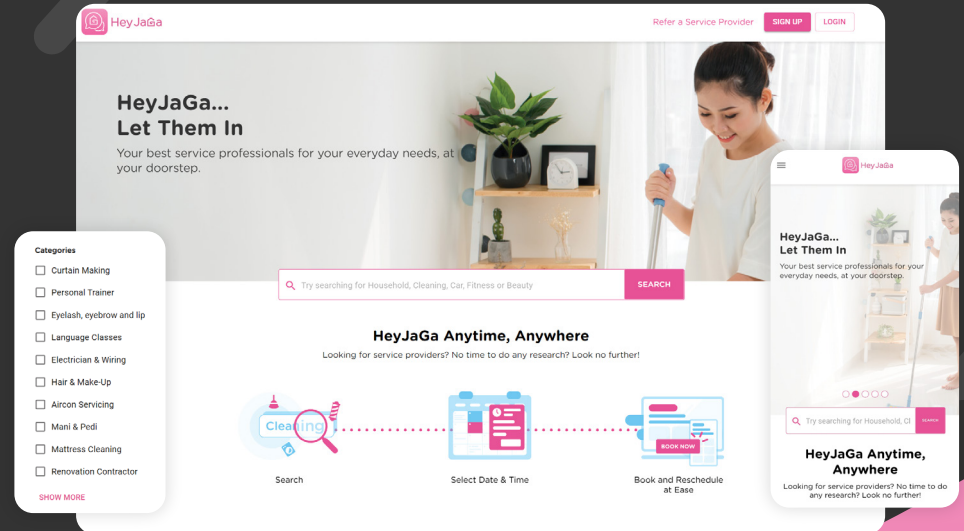 HeyJaGa
Refer a Service Provider
SIGN UP
LOGIN
HeyJaGa...
Let Them In
Your best service professionals for your everyday needs, at
your doorstep.
Try searching for Household, Cleaning, Car, Fitness or Beauty
SEARCH
HeyJaGa Anytime, Anywhere
Looking for service providers? No time to do any research? Look no further!
Cleaning
BOOK NOW
Search
Select Date & Time
Book and Reschedule
at Ease
Categories
Curtain Making
Personal Trainer
Eyelash, eyebrow and lip
Language Classes
Electrician & Wiring
Hair & Make-Up
Aircon Servicing
Mani & Pedi
Mattress Cleaning
Renovation Contractor
SHOW MORE
HeyJaGa
HeyJaGa...
Let Them In
Your best service professionals for your
everyday needs, at your doorstep.
Try searching for Household, Cl
SEARCH
HeyJaGa Anytime,
Anywhere
Looking for service providers? No time to do
any research? Look no further!